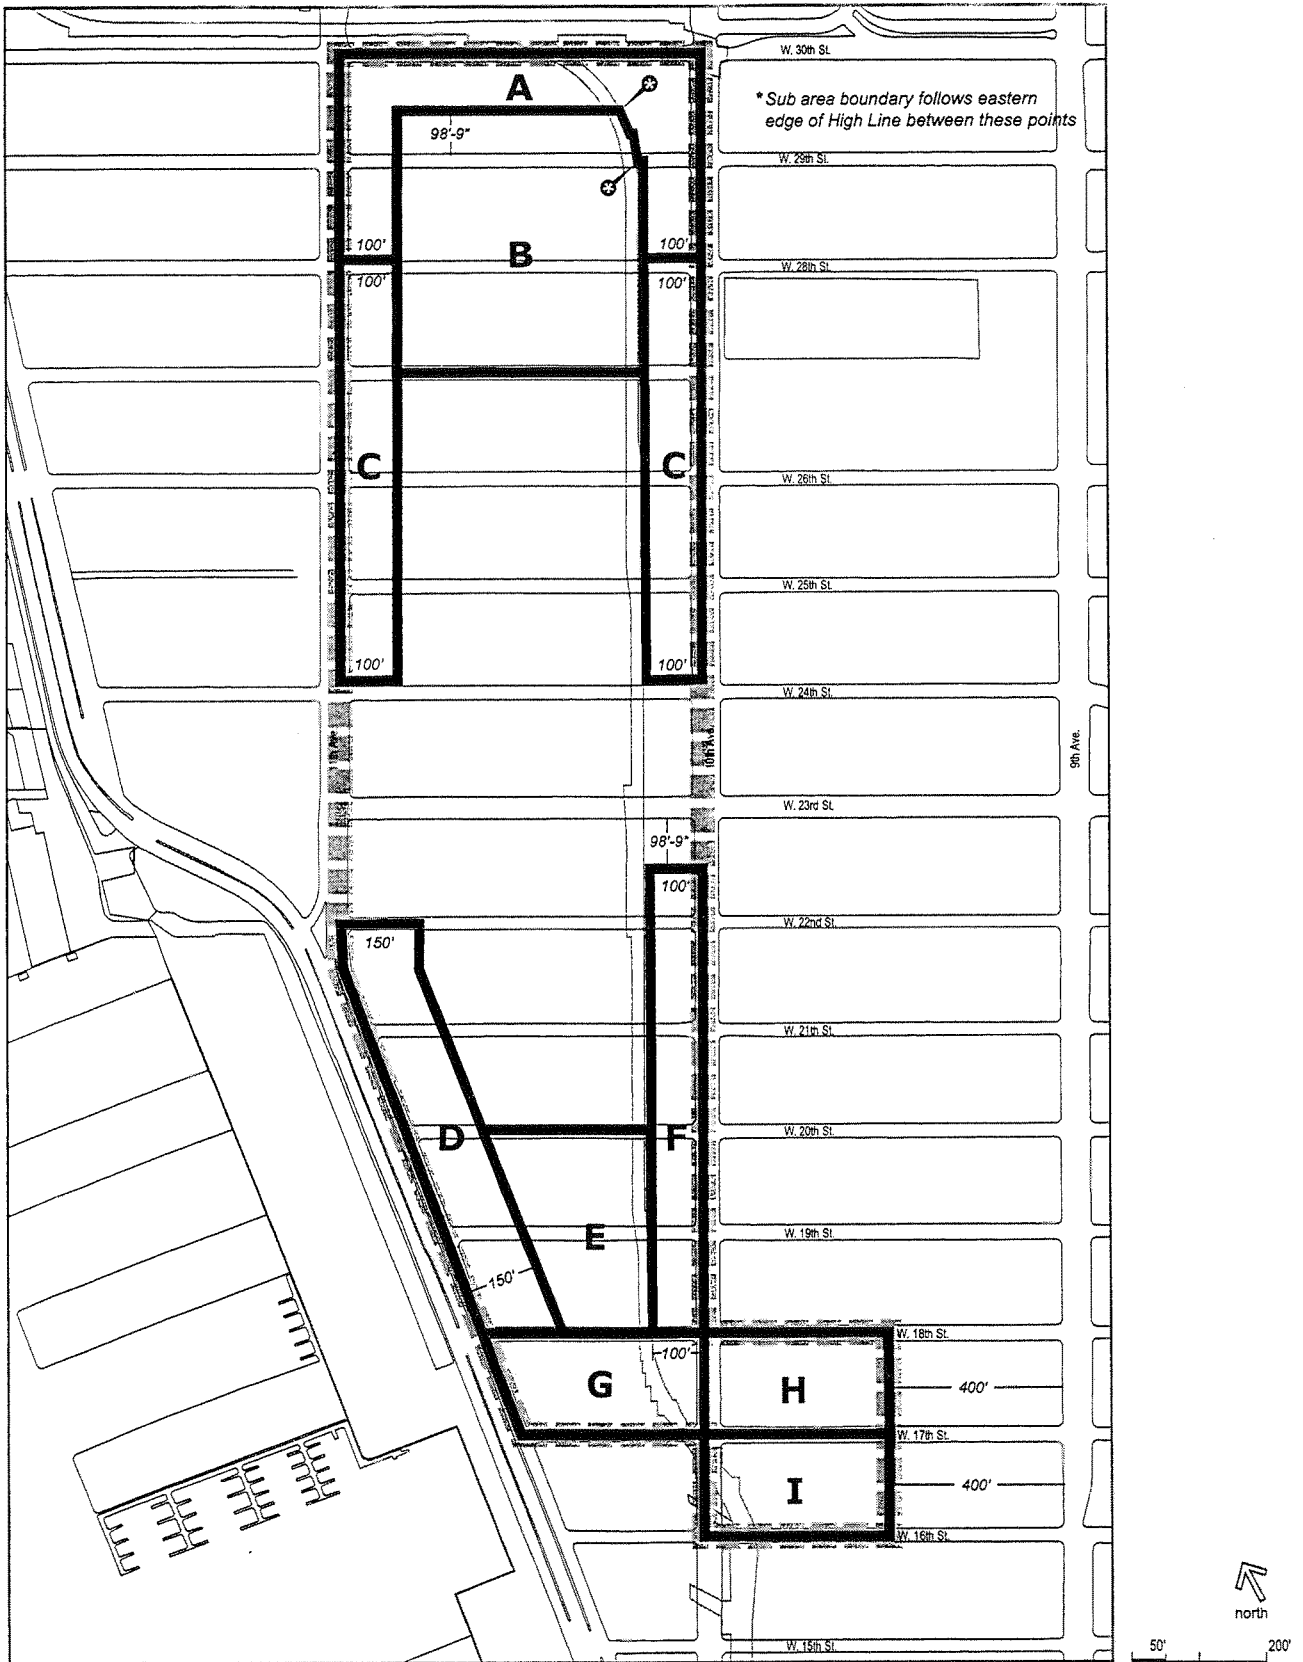 W. 30th St.
A
* Sub area boundary follows eastern
edge of High Line between these points
98'-9"
W. 29th St.
100'
B
100'
W. 28th St.
100'
100'
C
C
W. 26th St.
W. 25th St.
100'
100'
W. 24th St.
10th Ave.
9th Ave.
W. 23rd St.
98'-9"
100'
W. 22nd St.
150'
W. 21th St.
D
F
W. 20th St.
E
W. 19th St.
150'
W. 18th St.
100'
G
H
400'
W. 17th St.
I
400'
W. 16th St.
north
W. 15th St.
50'
200'